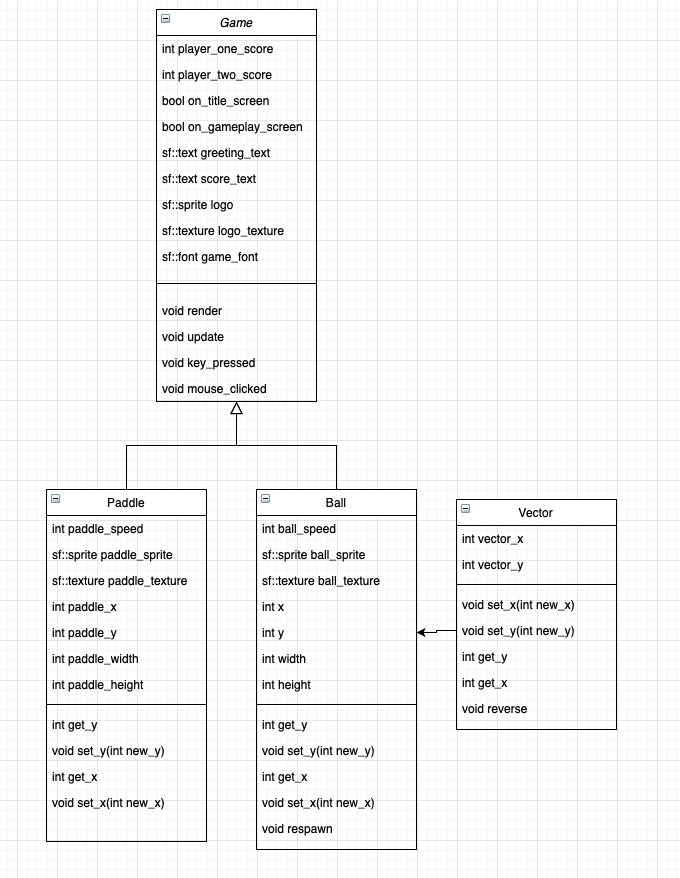 Game
int player_one_score
int player_two_score
bool on_title_screen
bool on_gameplay_screen
sf::text greeting_text
sf::text score_text
sf::sprite logo
sf::texture logo_texture
sf::font game_font
void render
void update
void key_pressed
void mouse_clicked
Paddle
int paddle_speed
sf::sprite paddle_sprite
sf::texture paddle_texture
int paddle_x
int paddle_y
int paddle_width
int paddle_height
int get_y
void set_y(int new_y)
int get_x
void set_x(int new_x)
Ball
int ball_speed
sf::sprite ball_sprite
sf::texture ball_texture
int x
int y
int width
int height
int get_y
void set_y(int new_y)
int get_x
void set_x(int new_x)
void respawn
Vector
int vector_x
int vector_y
void set_x(int new_x)
void set_y(int new_y)
int get_y
int get_x
void reverse